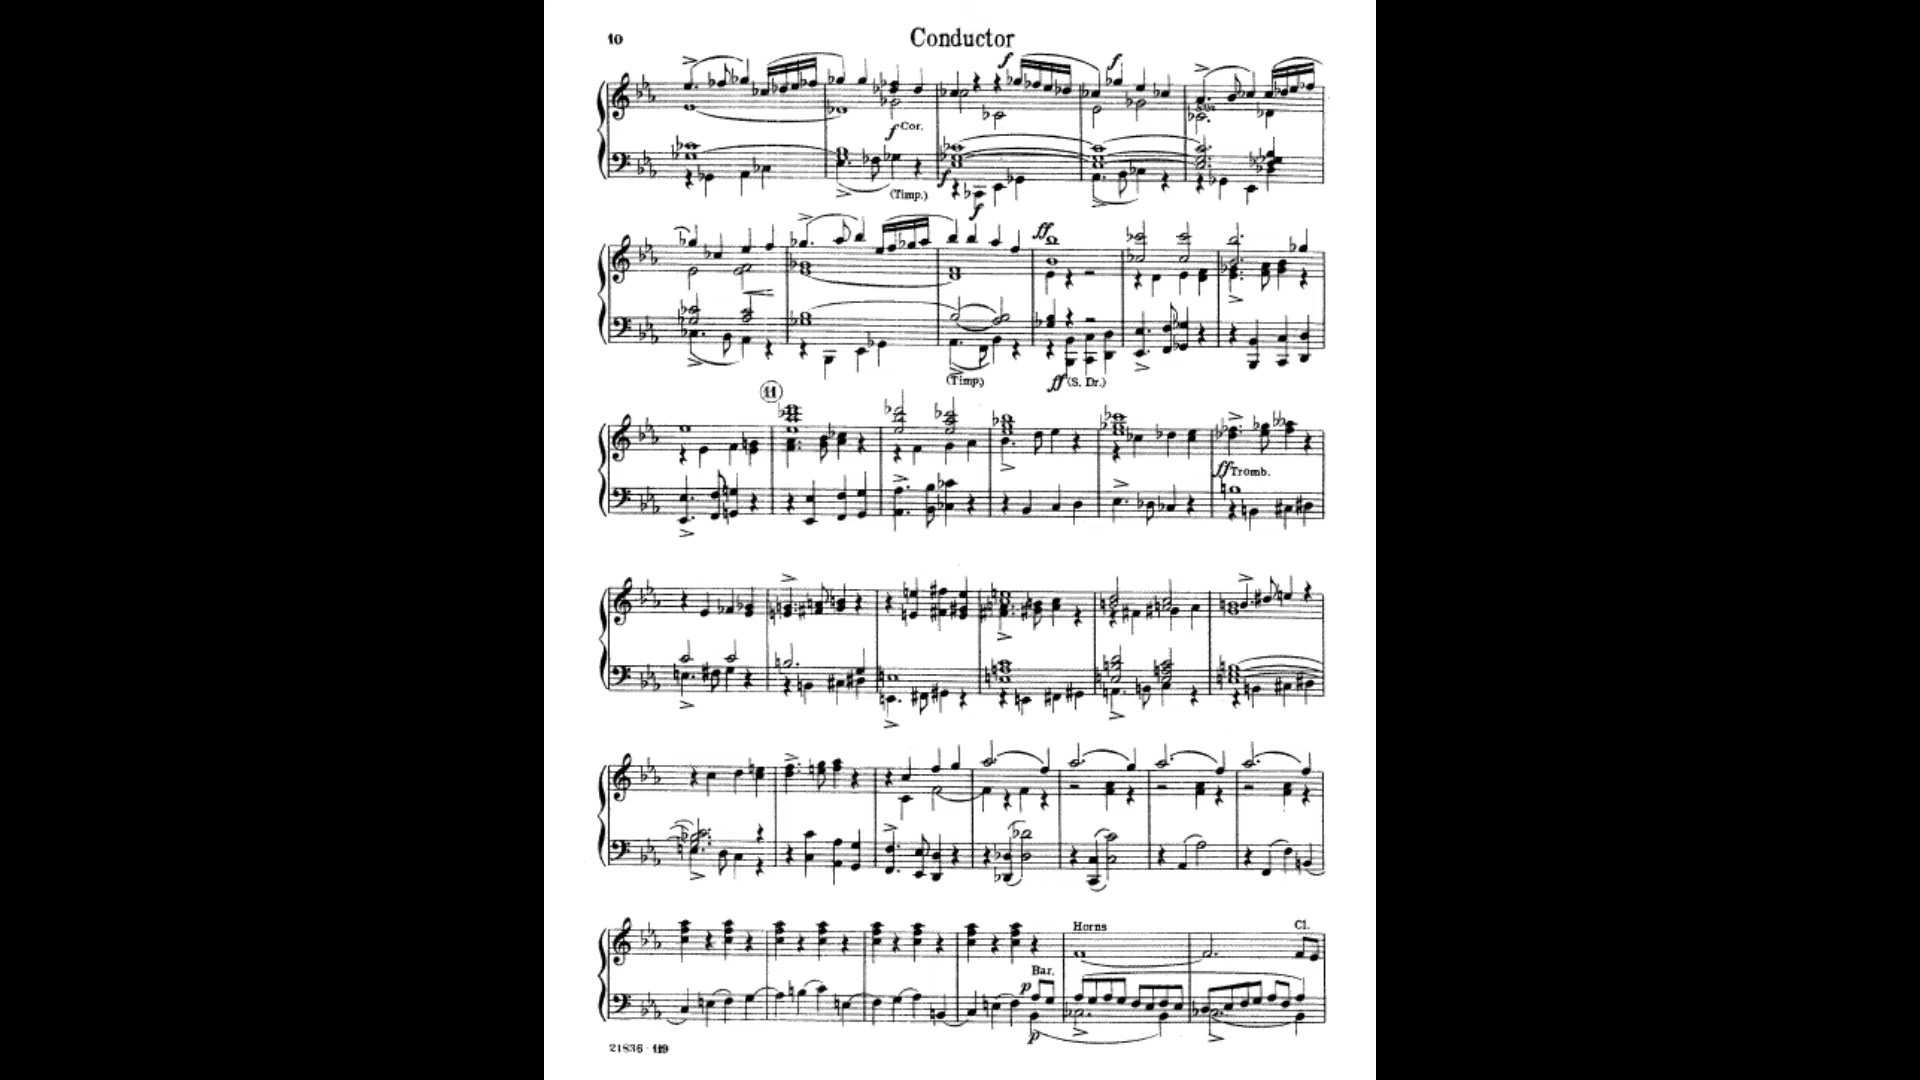 10
Conductor
f
f
f Cor.
f
(Timp.)
f
ff
(Timp.)
ff (S. Dr.)
11
ff Tromb.
Horns
Cl.
Bar.
p
p
21836 - 119